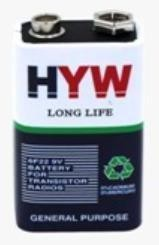 HYW
LONG LIFE
6F22 9V
BATTERY
FOR
TRANSISTOR
RADIOS
GENERAL PURPOSE